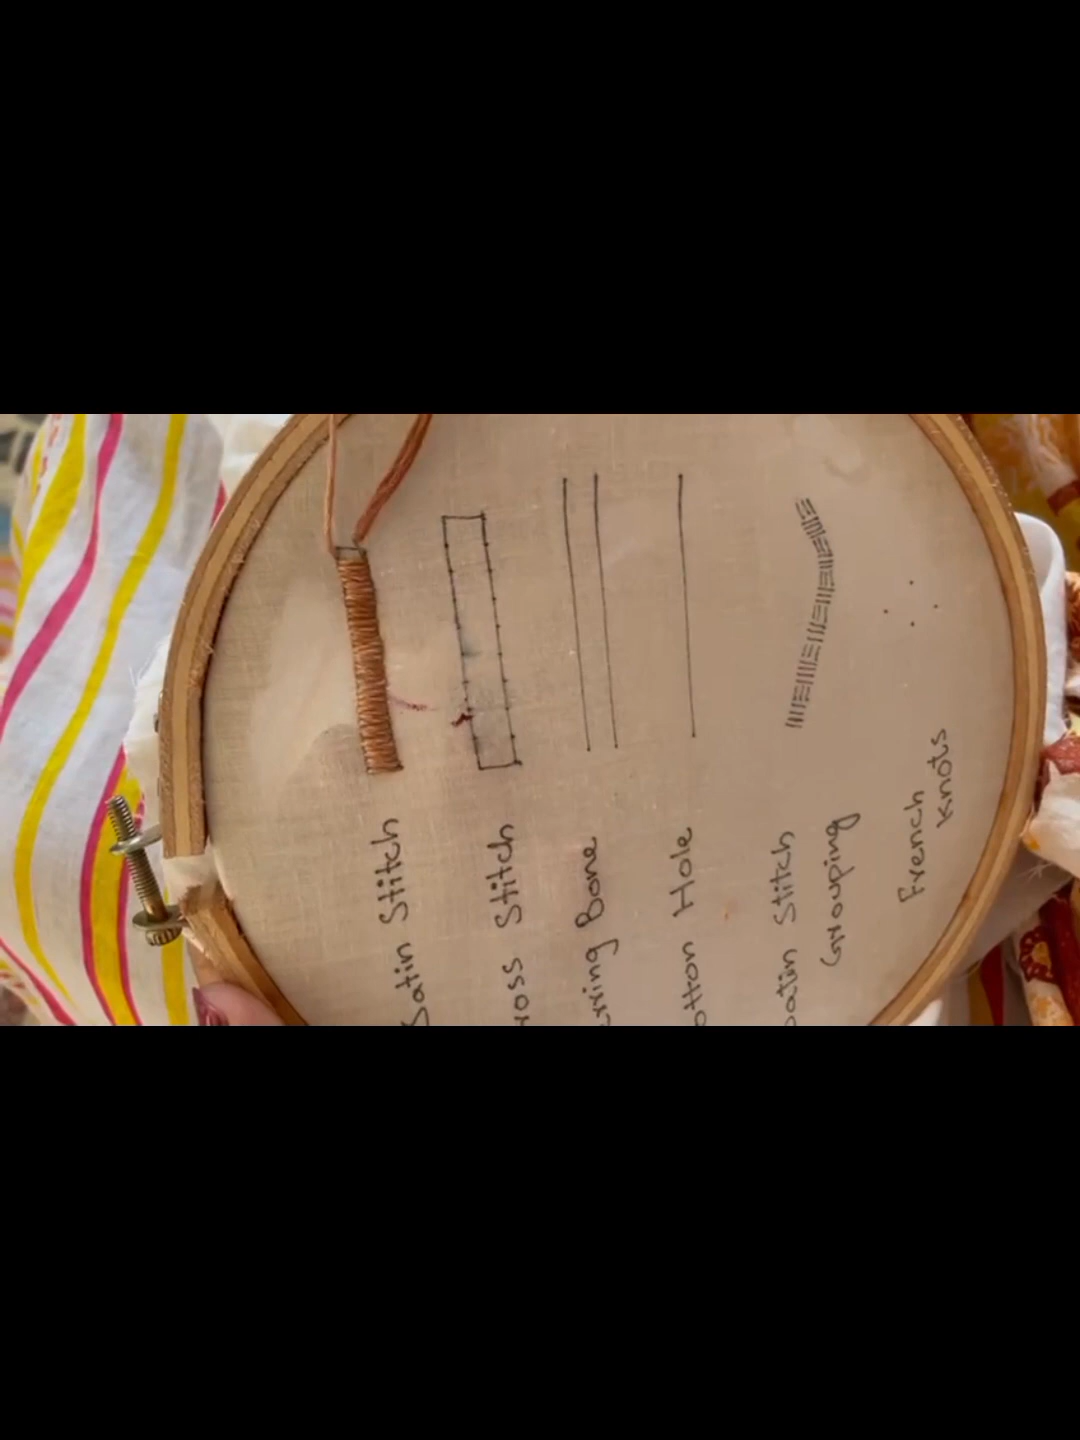 Satin Stitch
Stitch
Bone
Hole
Stitch
Grouping
French
Knots